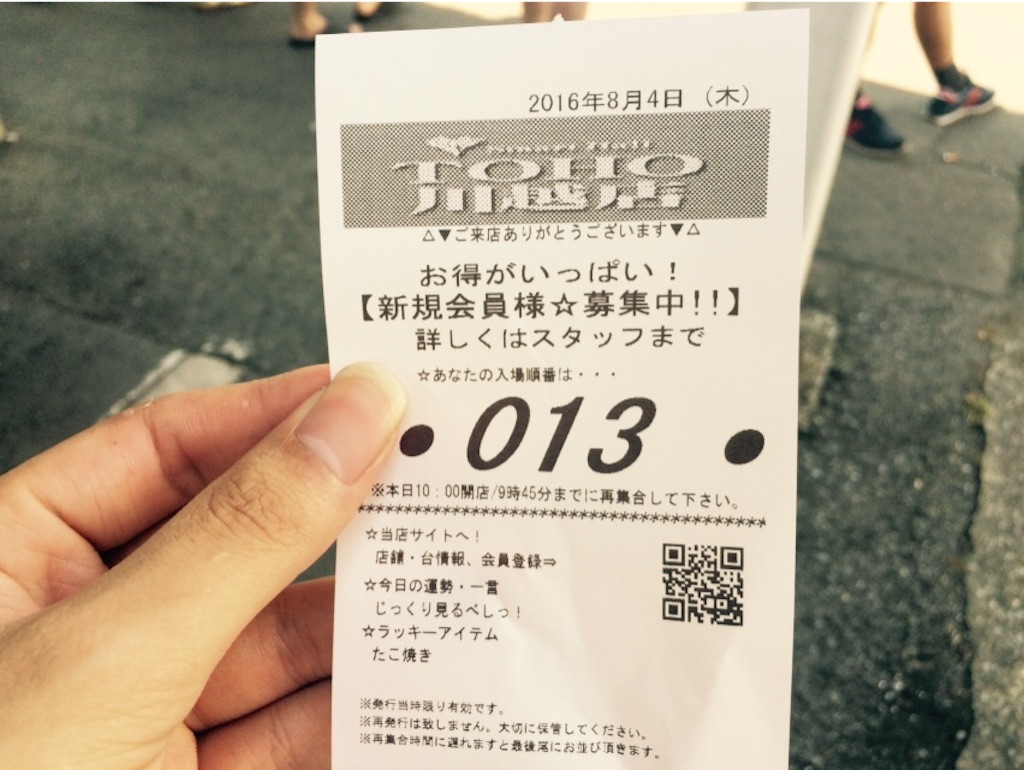 2016年8月4日 (木)
Smart Hall
TOHO
川越店
△▼ご来店ありがとうございます▼△
お得がいっぱい！
【新規会員様☆募集中!!】
詳しくはスタッフまで
☆あなたの入場順番は・・・
● 013 ●
※本日10：00開店/9時45分までに再集合して下さい。
☆当店サイトへ！
店舗・台情報、会員登録⇒
☆今日の運勢・一言
じっくり見るべしっ！
☆ラッキーアイテム
たこ焼き
※発行当時限り有効です。
※再発行は致しません。大切に保管してください。
※再集合時間に遅れますと最後尾にお並び頂きます。